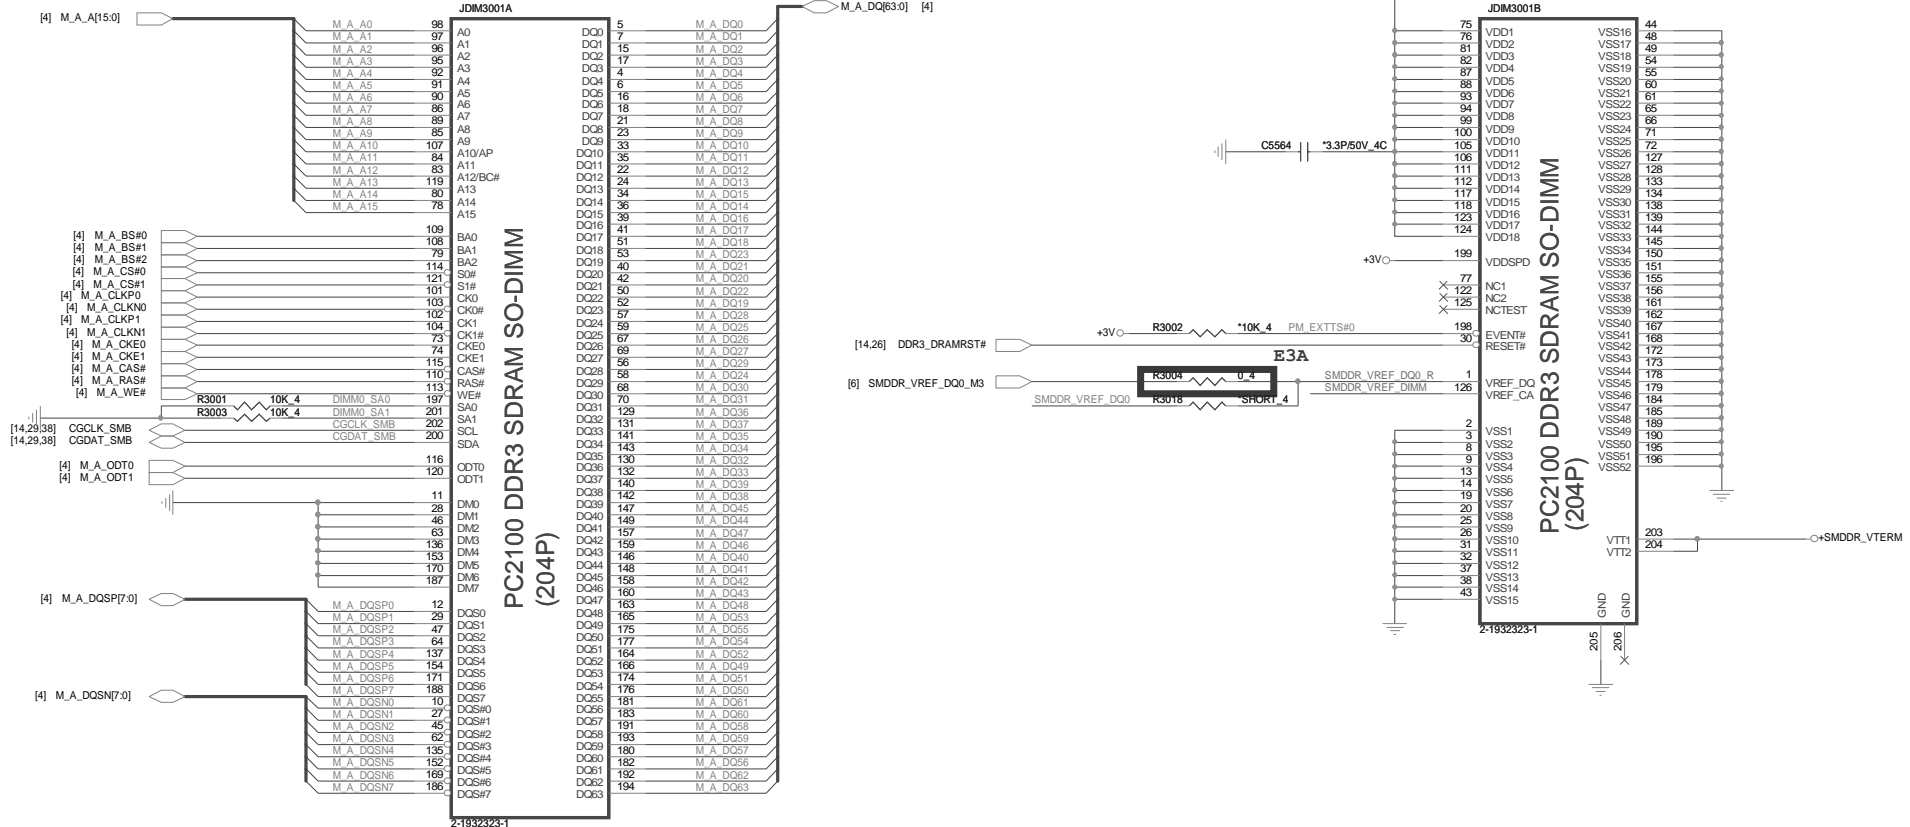 JDIM3001A
[4] M_A_A[15:0]
M_A_A0 98 A0
M_A_A1 97 A1
M_A_A2 96 A2
M_A_A3 95 A3
M_A_A4 92 A4
M_A_A5 91 A5
M_A_A6 90 A6
M_A_A7 86 A7
M_A_A8 89 A8
M_A_A9 85 A9
M_A_A10 107 A10/AP
M_A_A11 84 A11
M_A_A12 83 A12/BC#
M_A_A13 119 A13
M_A_A14 80 A14
M_A_A15 78 A15
[4] M_A_BS#0 109 BA0
[4] M_A_BS#1 108 BA1
[4] M_A_BS#2 79 BA2
[4] M_A_CS#0 114 S0#
[4] M_A_CS#1 121 S1#
[4] M_A_CLKP0 101 CK0
[4] M_A_CLKN0 103 CK0#
[4] M_A_CLKP1 102 CK1
[4] M_A_CLKN1 104 CK1#
[4] M_A_CKE0 73 CKE0
[4] M_A_CKE1 74 CKE1
[4] M_A_CAS# 115 CAS#
[4] M_A_RAS# 110 RAS#
[4] M_A_WE# 113 WE#
R3001 10K_4 DIMM0_SA0 197 SA0
R3003 10K_4 DIMM0_SA1 201 SA1
[14,29,38] CGCLK_SMB CGCLK_SMB 202 SCL
[14,29,38] CGDAT_SMB CGDAT_SMB 200 SDA
[4] M_A_ODT0 116 ODT0
[4] M_A_ODT1 120 ODT1
11 DM0
28 DM1
46 DM2
63 DM3
136 DM4
153 DM5
170 DM6
187 DM7
[4] M_A_DQSP[7:0]
M_A_DQSP0 12 DQS0
M_A_DQSP1 29 DQS1
M_A_DQSP2 47 DQS2
M_A_DQSP3 64 DQS3
M_A_DQSP4 137 DQS4
M_A_DQSP5 154 DQS5
M_A_DQSP6 171 DQS6
M_A_DQSP7 188 DQS7
[4] M_A_DQSN[7:0]
M_A_DQSN0 10 DQS#0
M_A_DQSN1 27 DQS#1
M_A_DQSN2 45 DQS#2
M_A_DQSN3 62 DQS#3
M_A_DQSN4 135 DQS#4
M_A_DQSN5 152 DQS#5
M_A_DQSN6 169 DQS#6
M_A_DQSN7 186 DQS#7
PC2100 DDR3 SDRAM SO-DIMM
(204P)
2-1932323-1
M_A_DQ[63:0] [4]
DQ0 5 M_A_DQ0
DQ1 7 M_A_DQ1
DQ2 15 M_A_DQ2
DQ3 17 M_A_DQ3
DQ4 4 M_A_DQ4
DQ5 6 M_A_DQ5
DQ6 16 M_A_DQ6
DQ7 18 M_A_DQ7
DQ8 21 M_A_DQ8
DQ9 23 M_A_DQ9
DQ10 33 M_A_DQ10
DQ11 35 M_A_DQ11
DQ12 22 M_A_DQ12
DQ13 24 M_A_DQ13
DQ14 34 M_A_DQ15
DQ15 36 M_A_DQ14
DQ16 39 M_A_DQ16
DQ17 41 M_A_DQ17
DQ18 51 M_A_DQ18
DQ19 53 M_A_DQ23
DQ20 40 M_A_DQ21
DQ21 42 M_A_DQ20
DQ22 50 M_A_DQ22
DQ23 52 M_A_DQ19
DQ24 57 M_A_DQ28
DQ25 59 M_A_DQ25
DQ26 67 M_A_DQ26
DQ27 69 M_A_DQ27
DQ28 56 M_A_DQ29
DQ29 58 M_A_DQ24
DQ30 68 M_A_DQ30
DQ31 70 M_A_DQ31
DQ32 129 M_A_DQ36
DQ33 131 M_A_DQ37
DQ34 141 M_A_DQ35
DQ35 143 M_A_DQ34
DQ36 130 M_A_DQ32
DQ37 132 M_A_DQ33
DQ38 140 M_A_DQ39
DQ39 142 M_A_DQ38
DQ40 147 M_A_DQ45
DQ41 149 M_A_DQ44
DQ42 157 M_A_DQ47
DQ43 159 M_A_DQ46
DQ44 146 M_A_DQ40
DQ45 148 M_A_DQ41
DQ46 158 M_A_DQ42
DQ47 160 M_A_DQ43
DQ48 163 M_A_DQ48
DQ49 165 M_A_DQ53
DQ50 175 M_A_DQ55
DQ51 177 M_A_DQ54
DQ52 164 M_A_DQ52
DQ53 166 M_A_DQ49
DQ54 174 M_A_DQ51
DQ55 176 M_A_DQ50
DQ56 181 M_A_DQ61
DQ57 183 M_A_DQ60
DQ58 191 M_A_DQ58
DQ59 193 M_A_DQ59
DQ60 180 M_A_DQ57
DQ61 182 M_A_DQ56
DQ62 192 M_A_DQ62
DQ63 194 M_A_DQ63
JDIM3001B
75 VDD1
76 VDD2
81 VDD3
82 VDD4
87 VDD5
88 VDD6
93 VDD7
94 VDD8
99 VDD9
100 VDD10
105 VDD11
106 VDD12
111 VDD13
112 VDD14
117 VDD15
118 VDD16
123 VDD17
124 VDD18
C5564 *3.3P/50V_4C
+3V 199 VDDSPD
77 NC1
122 NC2
125 NCTEST
+3V R3002 *10K_4 PM_EXTTS#0 198 EVENT#
[14,26] DDR3_DRAMRST# 30 RESET#
E3A
[6] SMDDR_VREF_DQ0_M3 R3004 0_4 SMDDR_VREF_DQ0_R 1 VREF_DQ
SMDDR_VREF_DIMM 126 VREF_CA
SMDDR_VREF_DQ0 R3018 *SHORT_4
2 VSS1
3 VSS2
8 VSS3
9 VSS4
13 VSS5
14 VSS6
19 VSS7
20 VSS8
25 VSS9
26 VSS10
31 VSS11
32 VSS12
37 VSS13
38 VSS14
43 VSS15
PC2100 DDR3 SDRAM SO-DIMM
(204P)
VSS16 44
VSS17 48
VSS18 49
VSS19 54
VSS20 55
VSS21 60
VSS22 61
VSS23 65
VSS24 66
VSS25 71
VSS26 72
VSS27 127
VSS28 128
VSS29 133
VSS30 134
VSS31 138
VSS32 139
VSS33 144
VSS34 145
VSS35 150
VSS36 151
VSS37 155
VSS38 156
VSS39 161
VSS40 162
VSS41 167
VSS42 168
VSS43 172
VSS44 173
VSS45 178
VSS46 179
VSS47 184
VSS48 185
VSS49 189
VSS50 190
VSS51 195
VSS52 196
VTT1 203
VTT2 204
+SMDDR_VTERM
GND 205
GND 206
2-1932323-1